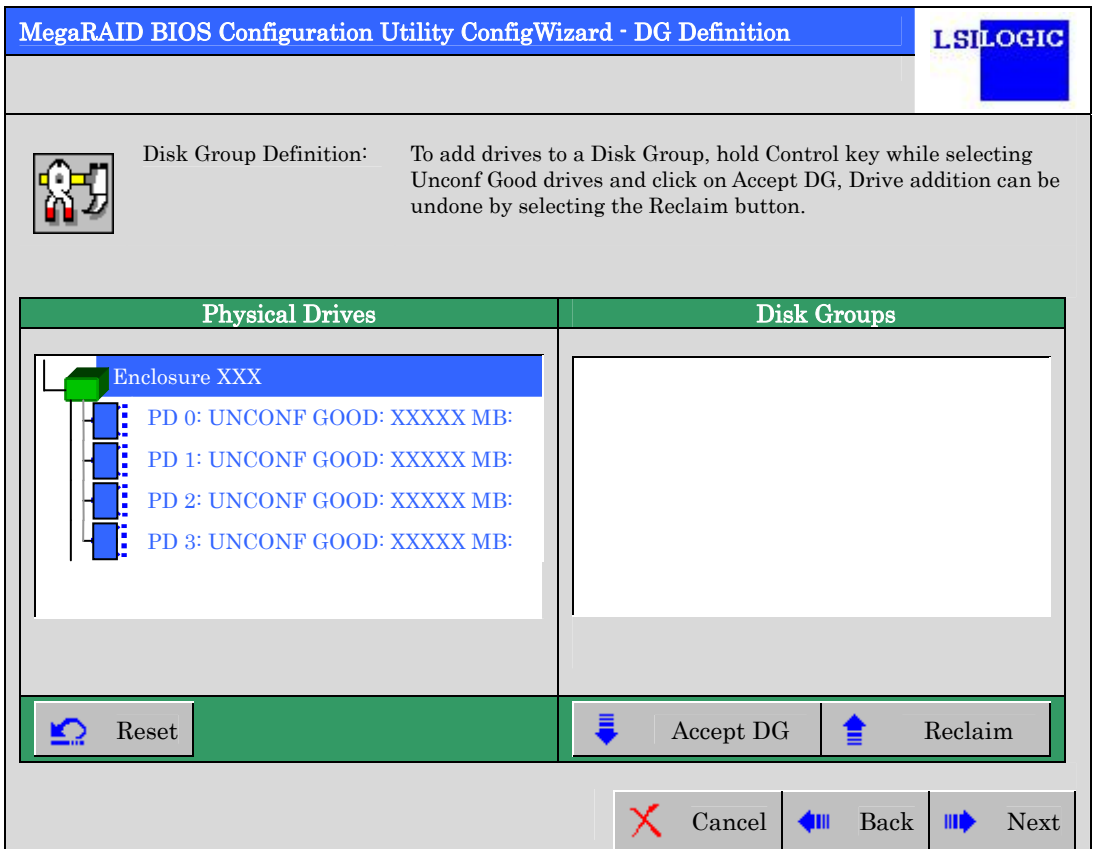 MegaRAID BIOS Configuration Utility ConfigWizard - DG Definition
LSI LOGIC
Disk Group Definition:
To add drives to a Disk Group, hold Control key while selecting
Unconf Good drives and click on Accept DG, Drive addition can be
undone by selecting the Reclaim button.
Physical Drives
Disk Groups
Enclosure XXX
PD 0: UNCONF GOOD: XXXXX MB:
PD 1: UNCONF GOOD: XXXXX MB:
PD 2: UNCONF GOOD: XXXXX MB:
PD 3: UNCONF GOOD: XXXXX MB:
Reset
Accept DG
Reclaim
Cancel
Back
Next